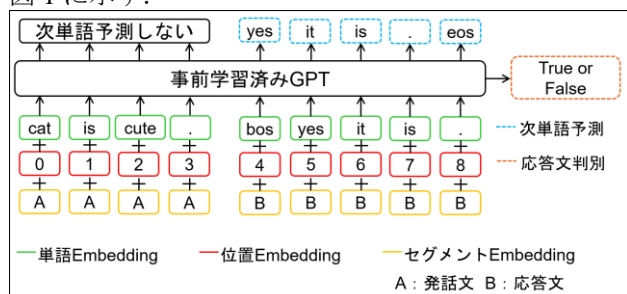 図1に示す.
次単語予測しない yes it is . eos
事前学習済みGPT
True or
False
cat is cute . bos yes it is .
次単語予測
+ + + + + + + + +
0 1 2 3 4 5 6 7 8
応答文判別
+ + + + + + + + +
A A A A B B B B B
単語Embedding 位置Embedding セグメントEmbedding
A：発話文 B：応答文